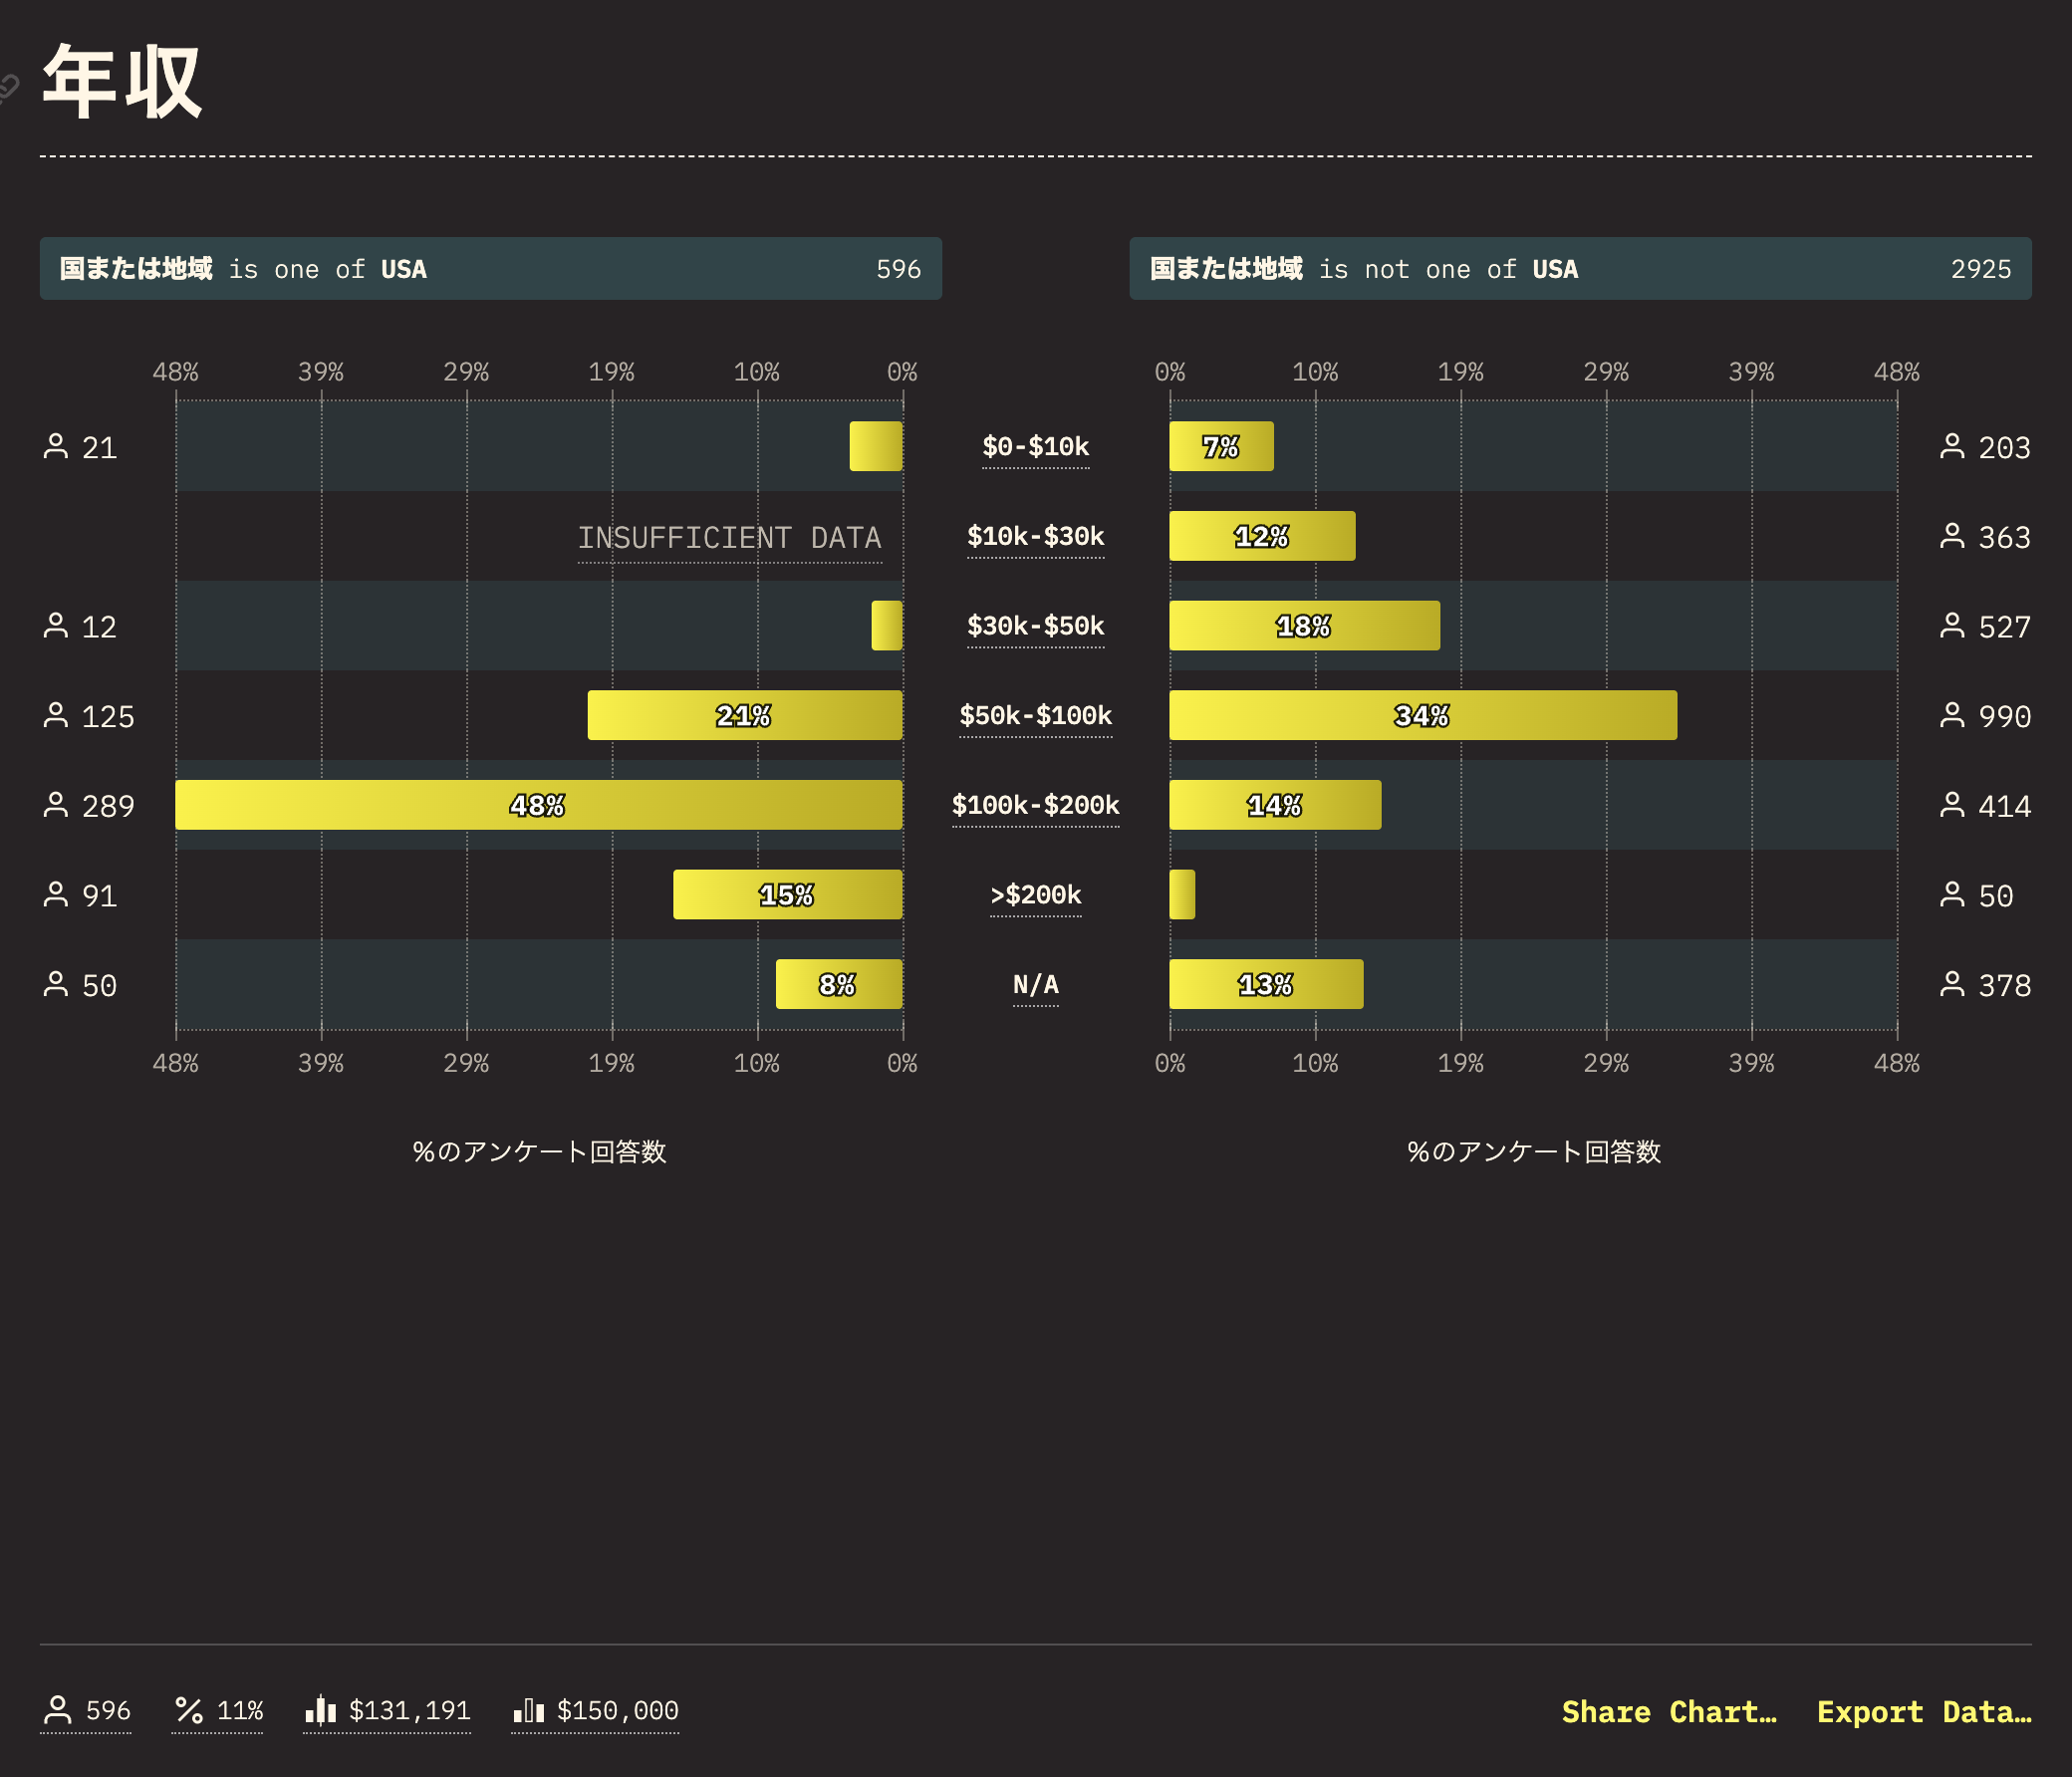 年収
国または地域 is one of USA 596
国または地域 is not one of USA 2925
48% 39% 29% 19% 10% 0%
0% 10% 19% 29% 39% 48%
21 $0-$10k 7% 203
INSUFFICIENT DATA $10k-$30k 12% 363
12 $30k-$50k 18% 527
125 21% $50k-$100k 34% 990
289 48% $100k-$200k 14% 414
91 15% >$200k 50
50 8% N/A 13% 378
48% 39% 29% 19% 10% 0%
0% 10% 19% 29% 39% 48%
%のアンケート回答数
%のアンケート回答数
596 11% $131,191 $150,000
Share Chart… Export Data…